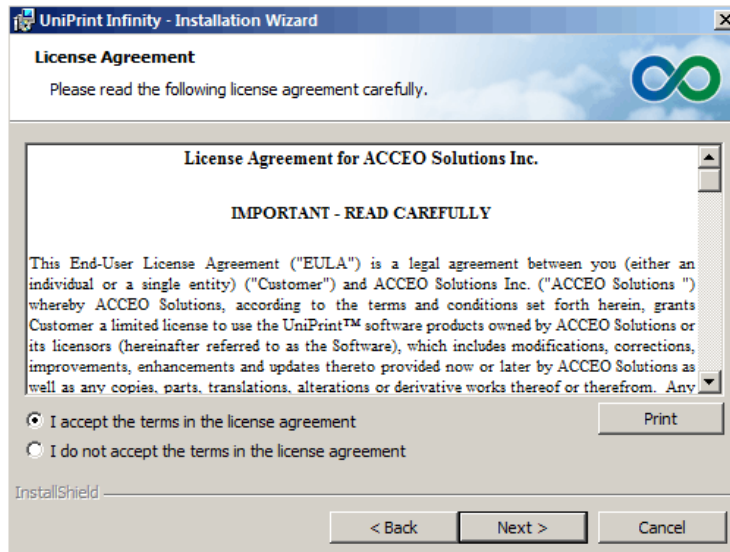 UniPrint Infinity - Installation Wizard
License Agreement
Please read the following license agreement carefully.
License Agreement for ACCEO Solutions Inc.
IMPORTANT - READ CAREFULLY
This End-User License Agreement ("EULA") is a legal agreement between you (either an
individual or a single entity) ("Customer") and ACCEO Solutions Inc. ("ACCEO Solutions ")
whereby ACCEO Solutions, according to the terms and conditions set forth herein, grants
Customer a limited license to use the UniPrint™ software products owned by ACCEO Solutions or
its licensors (hereinafter referred to as the Software), which includes modifications, corrections,
improvements, enhancements and updates thereto provided now or later by ACCEO Solutions as
well as any copies, parts, translations, alterations or derivative works thereof or therefrom. Any
I accept the terms in the license agreement
Print
I do not accept the terms in the license agreement
InstallShield
< Back
Next >
Cancel